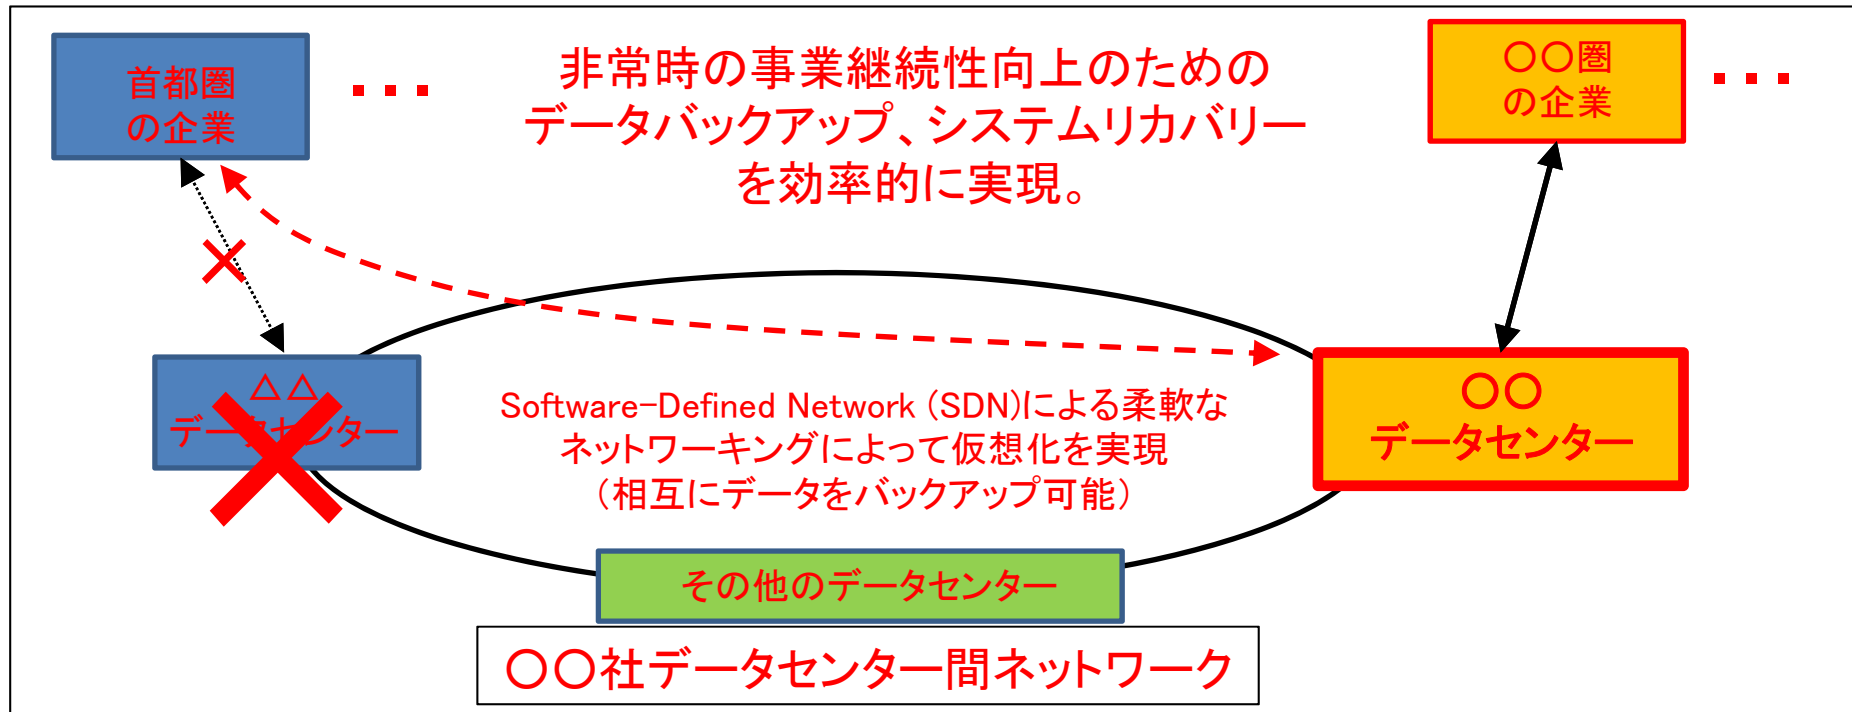 首都圏
の企業
・・・
非常時の事業継続性向上のための
データバックアップ、システムリカバリー
を効率的に実現。
〇〇圏
の企業
・・・
△△
データセンター
Software-Defined Network (SDN)による柔軟な
ネットワーキングによって仮想化を実現
（相互にデータをバックアップ可能）
〇〇
データセンター
その他のデータセンター
〇〇社データセンター間ネットワーク